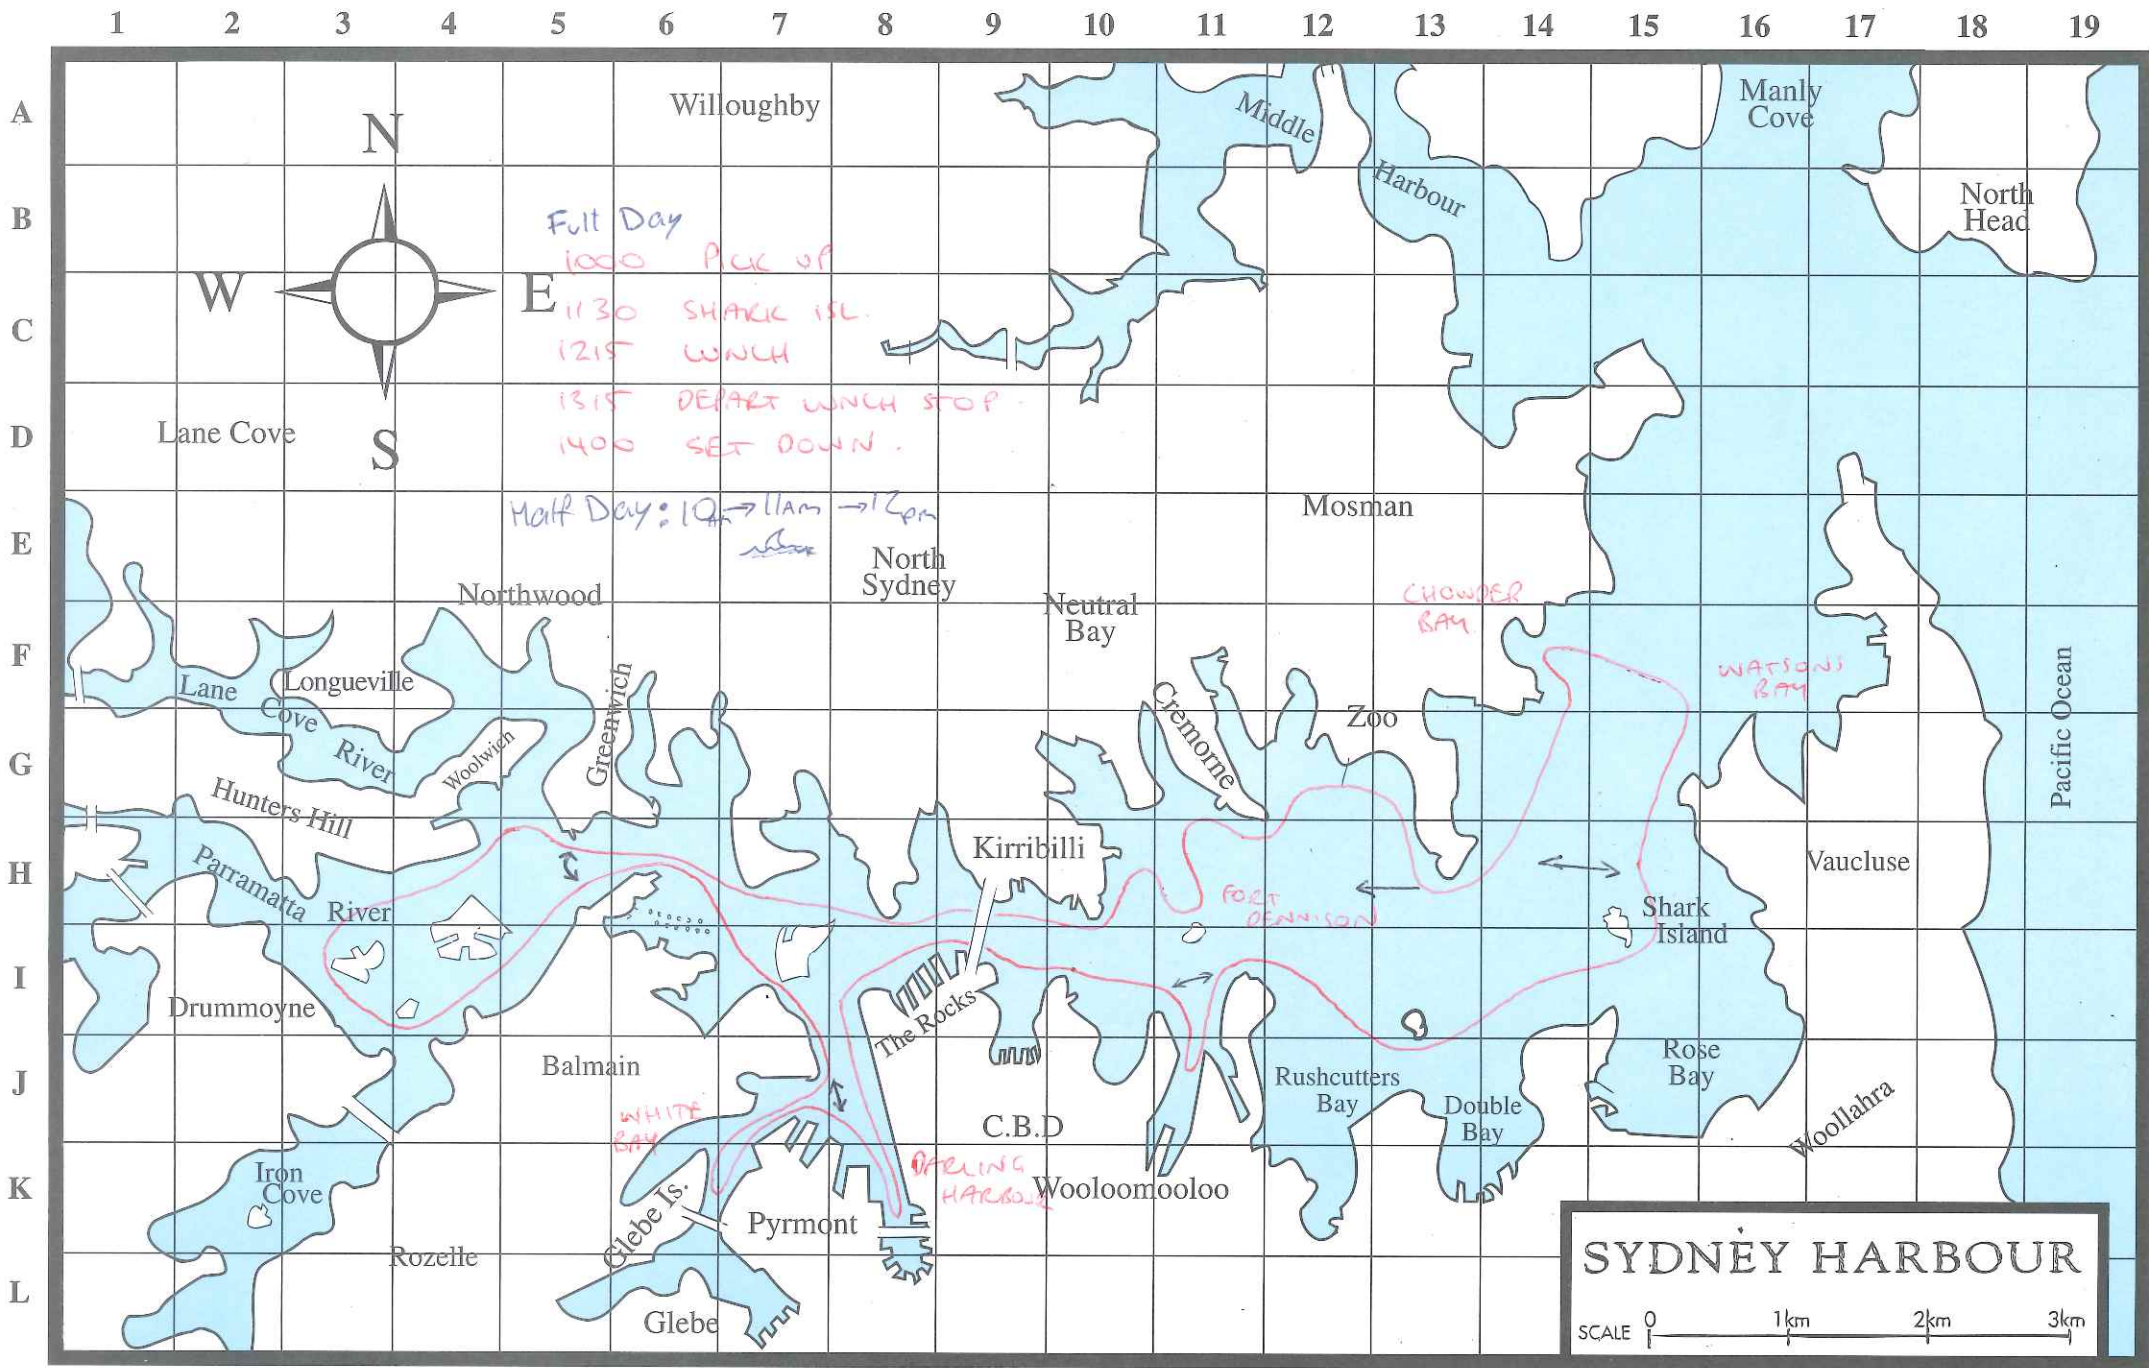 1 2 3 4 5 6 7 8 9 10 11 12 13 14 15 16 17 18 19
A
B
C
D
E
F
G
H
I
J
K
L
N
W
E
S
Willoughby
Middle
Harbour
Manly
Cove
North
Head
Full Day
1000 PICK UP
1130 SHARK ISL.
1215 LUNCH
1315 DEPART LUNCH STOP
1400 SET DOWN.
Half Day: 10am → 11am → 12pm
Lane Cove
Mosman
North
Sydney
Northwood
Neutral
Bay
CHOWDER
BAY
WATSONS
BAY
Pacific Ocean
Lane
Cove
River
Longueville
Greenwich
Woolwich
Cremorne
Zoo
Hunters Hill
Parramatta
River
Kirribilli
Vaucluse
FORT
DENNISON
Shark
Island
Drummoyne
The Rocks
Balmain
Rushcutters
Bay
Double
Bay
Rose
Bay
Woollahra
WHITE
BAY
C.B.D
DARLING
HARBOUR
Wooloomooloo
Iron
Cove
Glebe Is.
Pyrmont
Rozelle
Glebe
SYDNEY HARBOUR
SCALE 0 1km 2km 3km